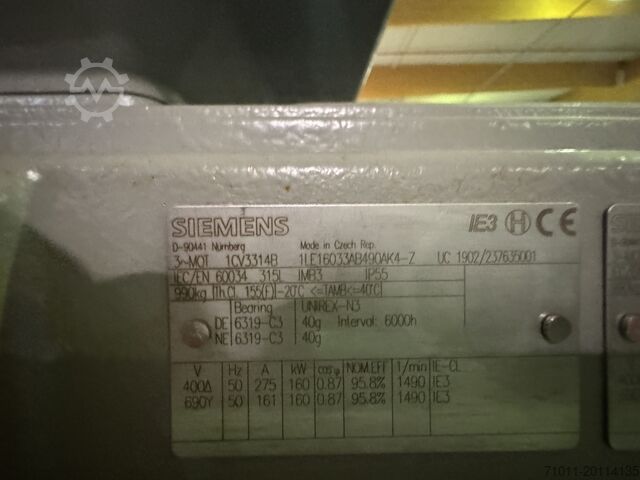 SIEMENS IE3 H CE
D-90441 Nürnberg Made in Czech Rep.
3~MOT 1CV3314B 1LE16033AB490AK4-Z UC 1902/237635001
IEC/EN 60034 315L IMB3 IP55
990kg Th.Cl. 155(F) -20°C <=TAMB<=40°C
Bearing UNIREX-N3
DE 6319-C3 40g Interval: 6000h
NE 6319-C3 40g
V Hz A kW cosφ NOM.EFF 1/min IE-CL
400Δ 50 275 160 0.87 95.8% 1490 IE3
690Y 50 161 160 0.87 95.8% 1490 IE3
71011-20114135